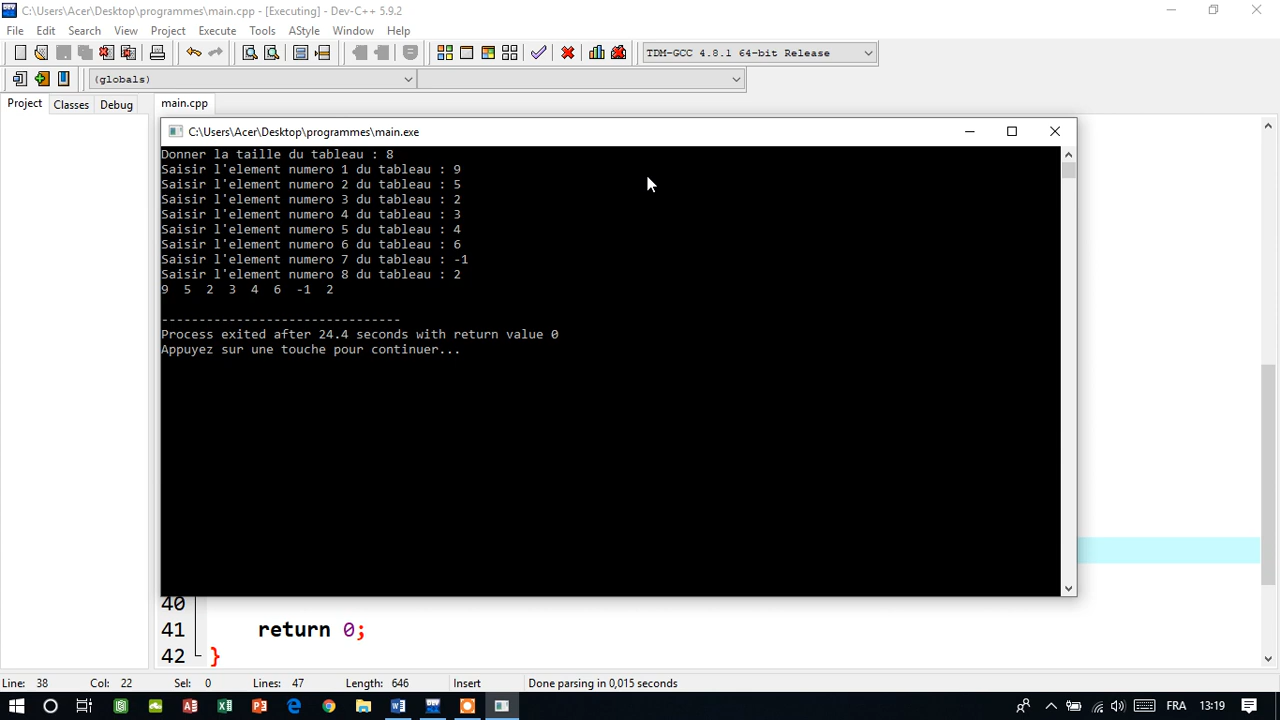 C:\Users\Acer\Desktop\programmes\main.cpp - [Executing] - Dev-C++ 5.9.2
File Edit Search View Project Execute Tools AStyle Window Help
TDM-GCC 4.8.1 64-bit Release
(globals)
Project Classes Debug main.cpp
C:\Users\Acer\Desktop\programmes\main.exe
Donner la taille du tableau : 8
Saisir l'element numero 1 du tableau : 9
Saisir l'element numero 2 du tableau : 5
Saisir l'element numero 3 du tableau : 2
Saisir l'element numero 4 du tableau : 3
Saisir l'element numero 5 du tableau : 4
Saisir l'element numero 6 du tableau : 6
Saisir l'element numero 7 du tableau : -1
Saisir l'element numero 8 du tableau : 2
9 5 2 3 4 6 -1 2
--------------------------------
Process exited after 24.4 seconds with return value 0
Appuyez sur une touche pour continuer...
40
41 return 0;
42 }
Line: 38 Col: 22 Sel: 0 Lines: 47 Length: 646 Insert Done parsing in 0,015 seconds
FRA 13:19